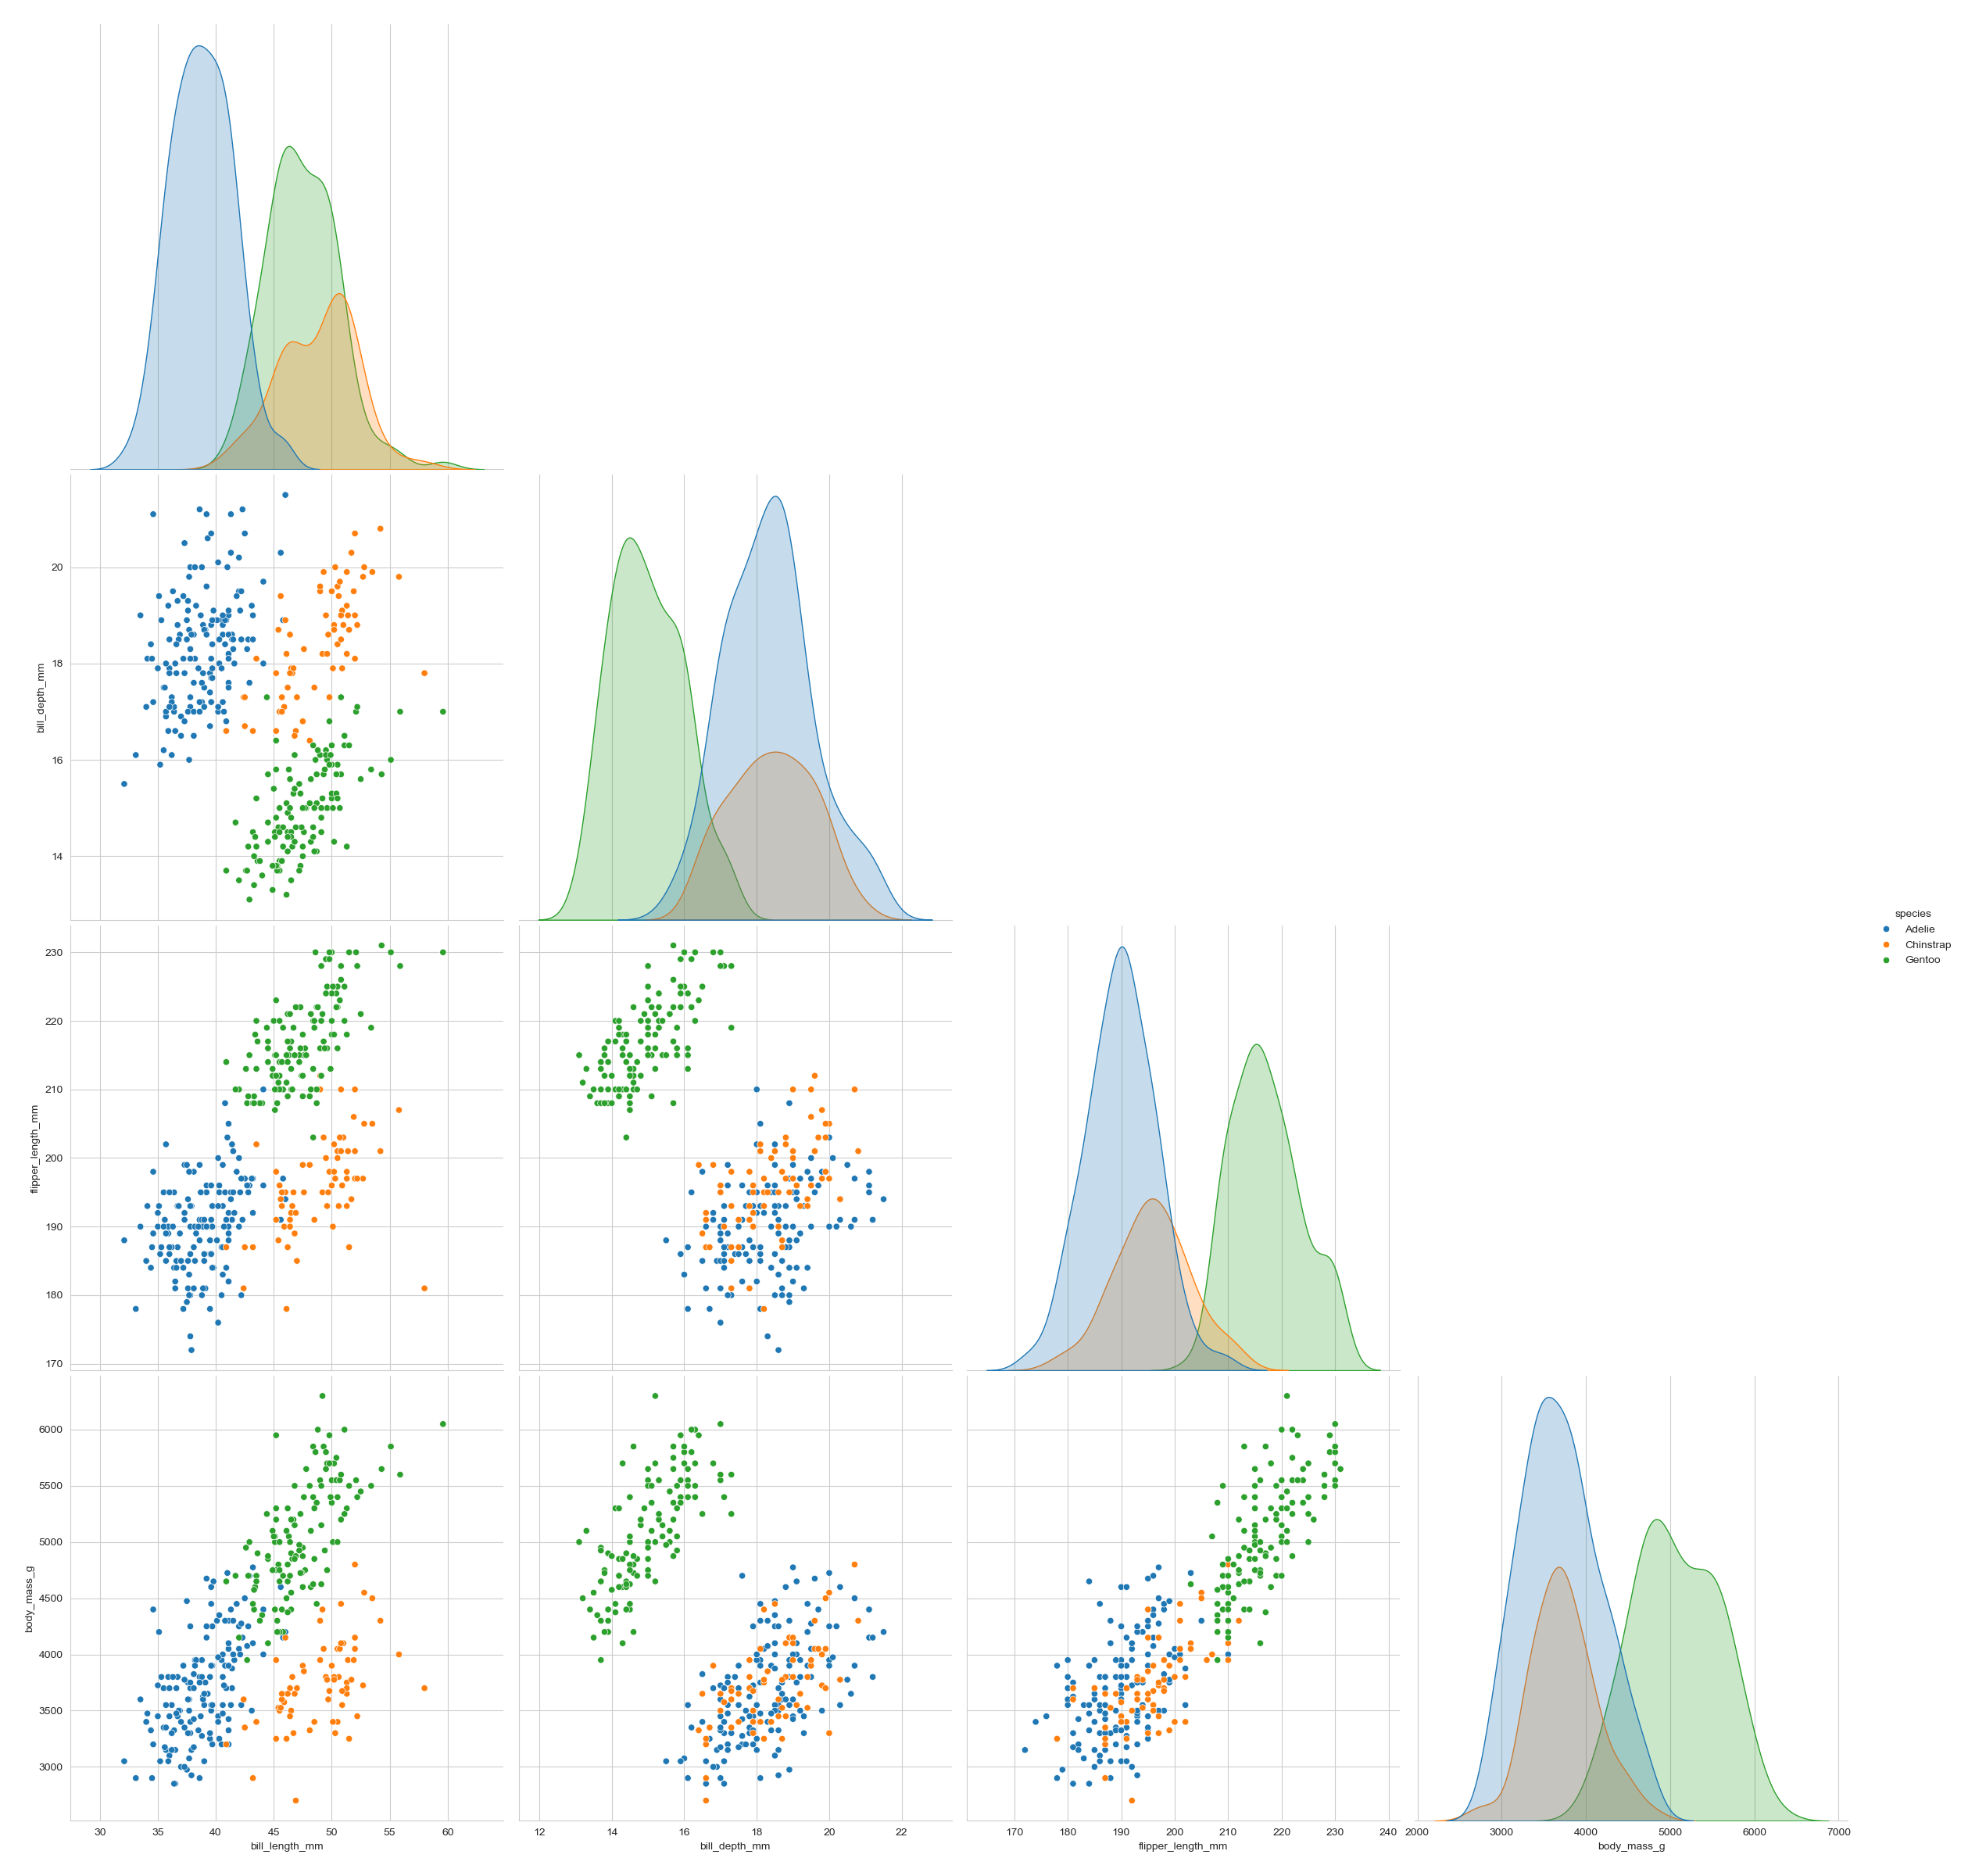 bill_depth_mm
20
18
16
14
species
Adelie
Chinstrap
Gentoo
flipper_length_mm
230
220
210
200
190
180
170
body_mass_g
6000
5500
5000
4500
4000
3500
3000
30 35 40 45 50 55 60
bill_length_mm
12 14 16 18 20 22
bill_depth_mm
170 180 190 200 210 220 230 240
flipper_length_mm
2000 3000 4000 5000 6000 7000
body_mass_g